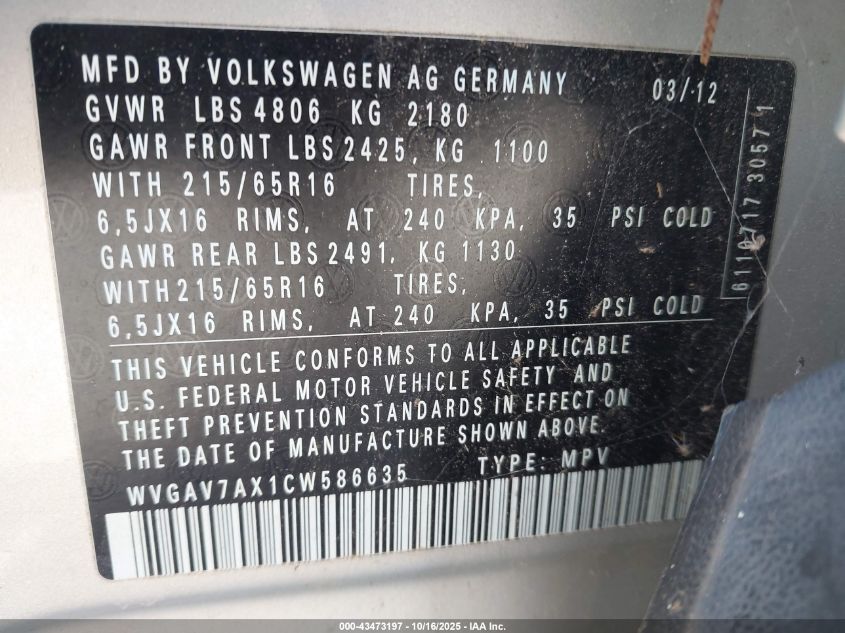 MFD BY VOLKSWAGEN AG GERMANY 03/12
GVWR LBS 4806 KG 2180
GAWR FRONT LBS 2425, KG 1100
WITH 215/65R16 TIRES,
6,5JX16 RIMS, AT 240 KPA, 35 PSI COLD
GAWR REAR LBS 2491, KG 1130
WITH 215/65R16 TIRES,
6,5JX16 RIMS, AT 240 KPA, 35 PSI COLD
THIS VEHICLE CONFORMS TO ALL APPLICABLE
U.S. FEDERAL MOTOR VEHICLE SAFETY AND
THEFT PREVENTION STANDARDS IN EFFECT ON
THE DATE OF MANUFACTURE SHOWN ABOVE.
WVGAV7AX1CW586635 TYPE: MPV
6110717 3057 1
000-43473197 - 10/16/2025 - IAA Inc.